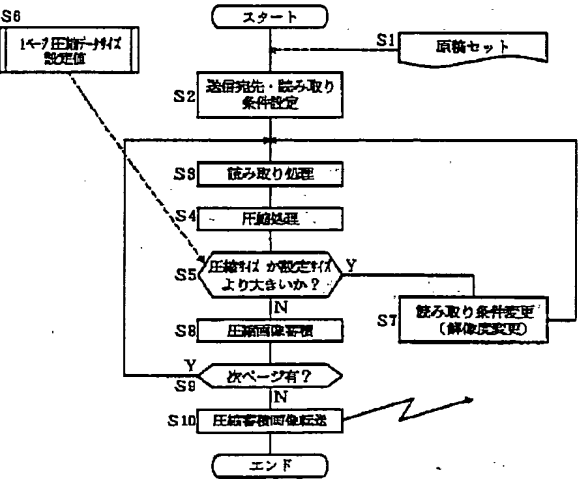 S6
1ページ圧縮データサイズ
設定値
スタート
S1
原稿セット
S2
送信宛先・読み取り
条件設定
S3
読み取り処理
S4
圧縮処理
S5
圧縮サイズが設定サイズ
より大きいか?
Y
N
S7
読み取り条件変更
(解像度変更)
S8
圧縮画像蓄積
Y
S9
次ページ有?
N
S10
圧縮蓄積画像転送
エンド